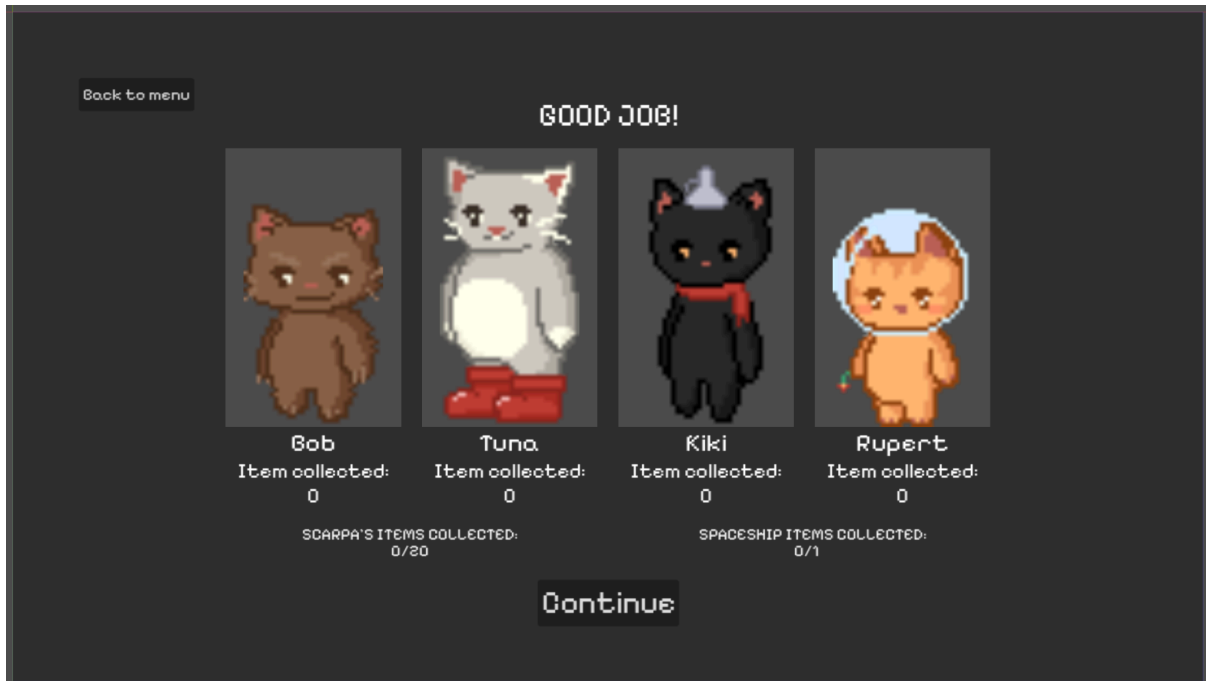 Back to menu
GOOD JOB!
Bob
Tuna
Kiki
Rupert
Item collected:
0
Item collected:
0
Item collected:
0
Item collected:
0
SCARPA'S ITEMS COLLECTED:
0/20
SPACESHIP ITEMS COLLECTED:
0/1
Continue